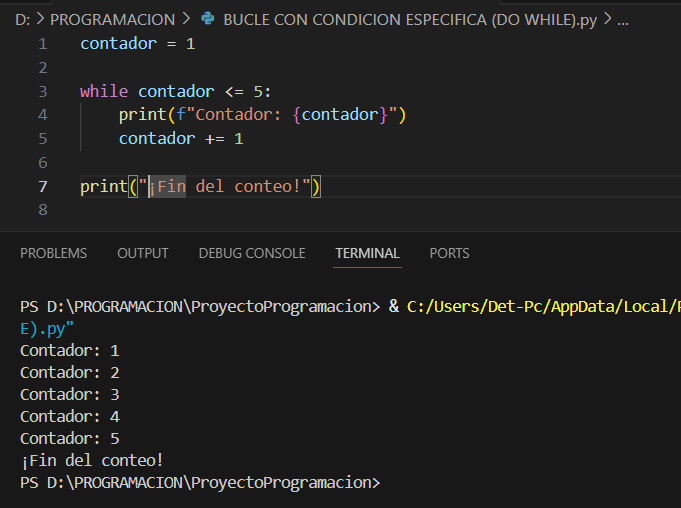 D: > PROGRAMACION > BUCLE CON CONDICION ESPECIFICA (DO WHILE).py > ...
1 contador = 1
2
3 while contador <= 5:
4     print(f"Contador: {contador}")
5     contador += 1
6
7 print("¡Fin del conteo!")
8
PROBLEMS OUTPUT DEBUG CONSOLE TERMINAL PORTS
PS D:\PROGRAMACION\ProyectoProgramacion> & C:/Users/Det-Pc/AppData/Local/
E).py"
Contador: 1
Contador: 2
Contador: 3
Contador: 4
Contador: 5
¡Fin del conteo!
PS D:\PROGRAMACION\ProyectoProgramacion>